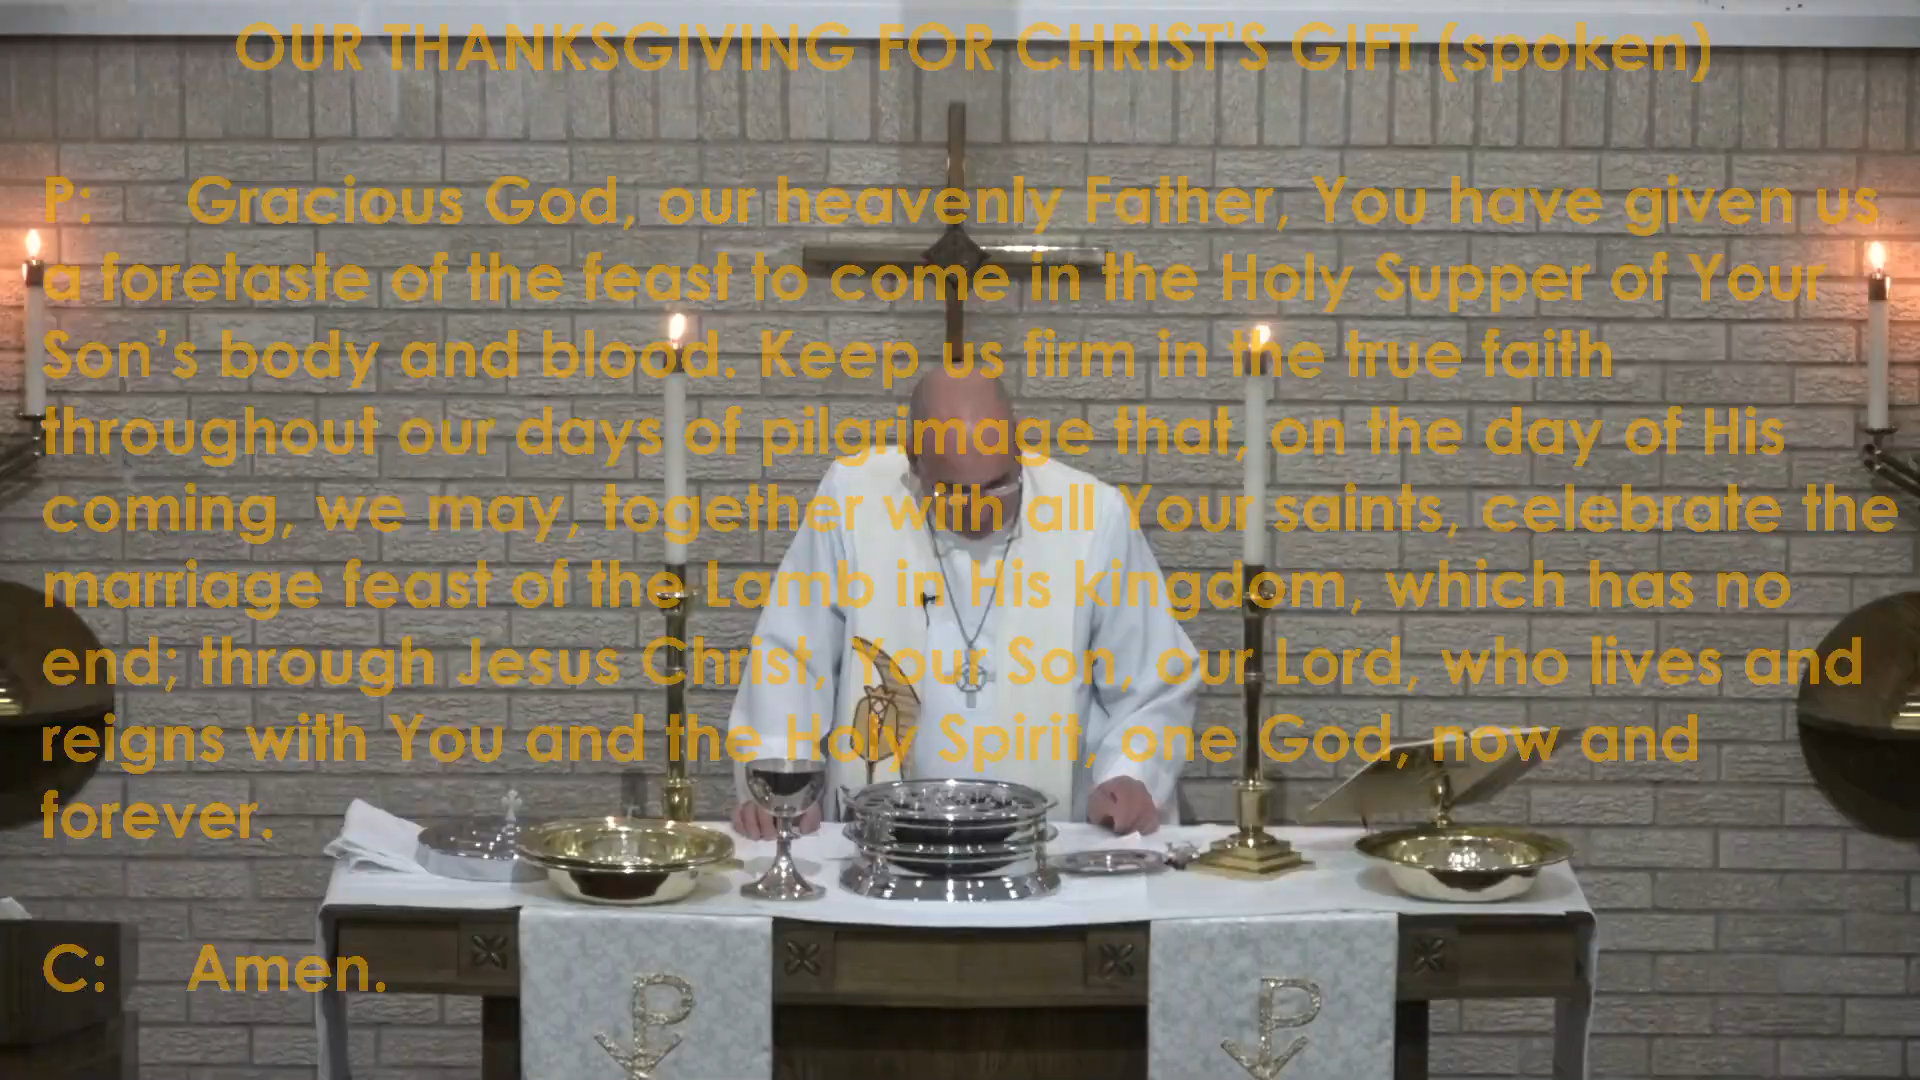 OUR THANKSGIVING FOR CHRIST'S GIFT (spoken)
P: Gracious God, our heavenly Father, You have given us
a foretaste of the feast to come in the Holy Supper of Your
Son’s body and blood. Keep us firm in the true faith
throughout our days of pilgrimage that, on the day of His
coming, we may, together with all Your saints, celebrate the
marriage feast of the Lamb in His kingdom, which has no
end; through Jesus Christ, Your Son, our Lord, who lives and
reigns with You and the Holy Spirit, one God, now and
forever.
C: Amen.